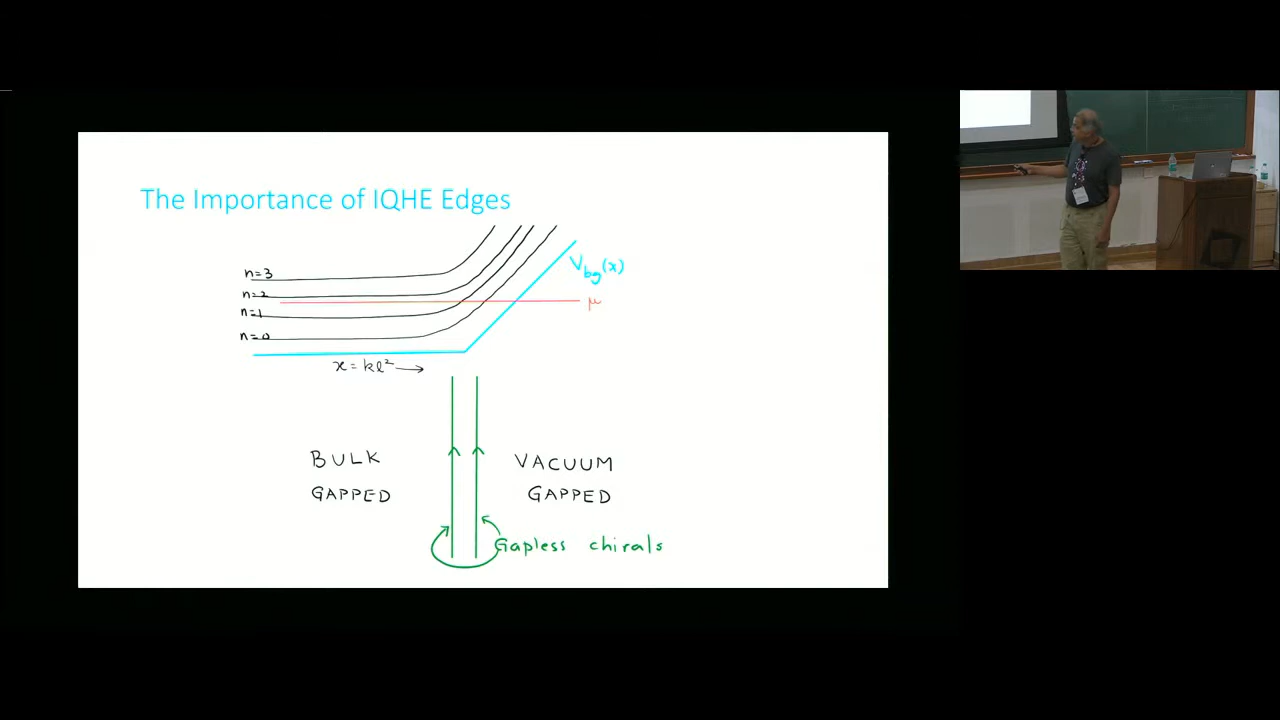 The Importance of IQHE Edges
n=3
n=2
n=1
n=0
V_bg(x)
μ
x = kℓ² →
BULK
GAPPED
VACUUM
GAPPED
Gapless chirals